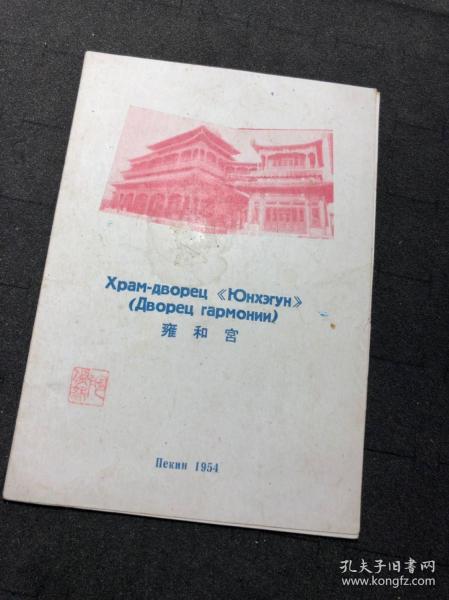 Храм-дворец 《Юнхэгун》
(Дворец гармонии)
雍和宫
Пекин 1954
孔夫子旧书网
www.kongfz.com